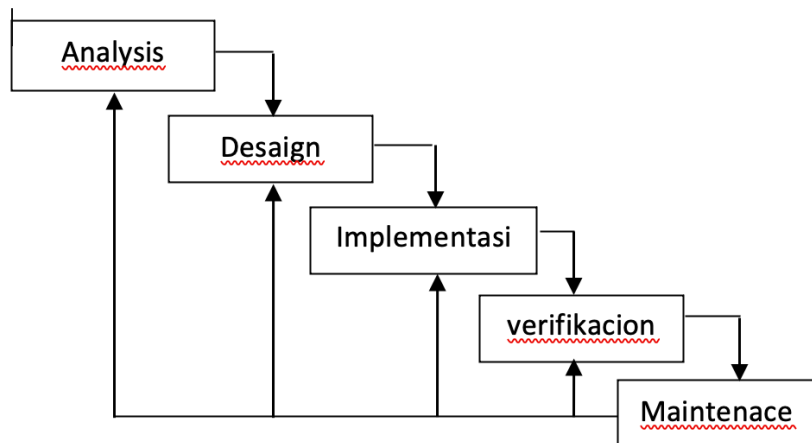 Analysis
Desaign
Implementasi
verifikacion
Maintenace